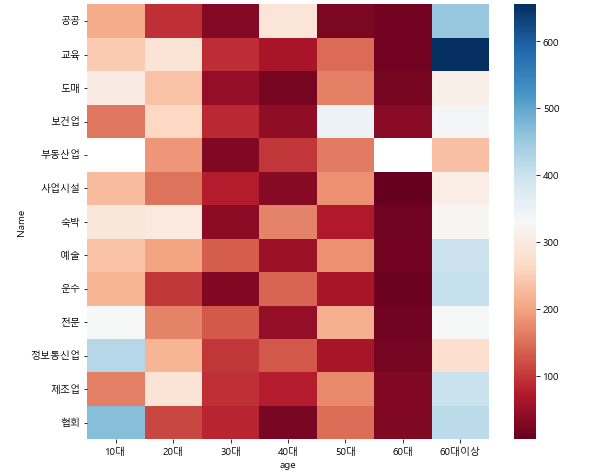 Name
공공
교육
도매
보건업
부동산업
사업시설
숙박
예술
운수
전문
정보통신업
제조업
협회
10대 20대 30대 40대 50대 60대 60대이상
age
600
500
400
300
200
100